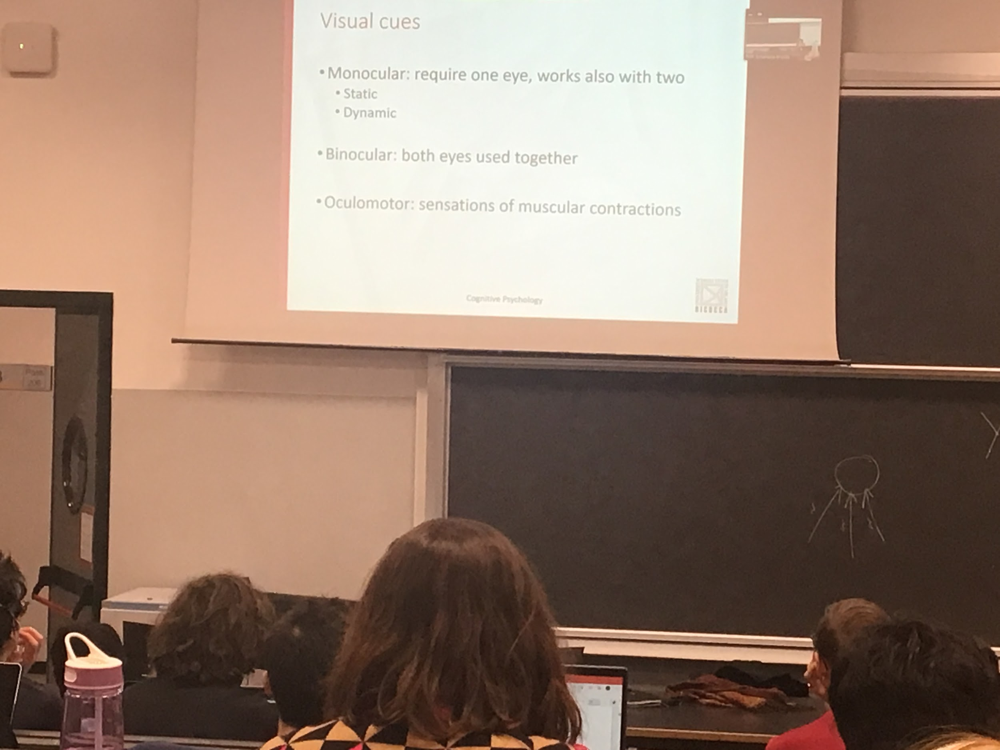 Visual cues
• Monocular: require one eye, works also with two
• Static
• Dynamic
• Binocular: both eyes used together
• Oculomotor: sensations of muscular contractions
Cognitive Psychology
BICOCCA